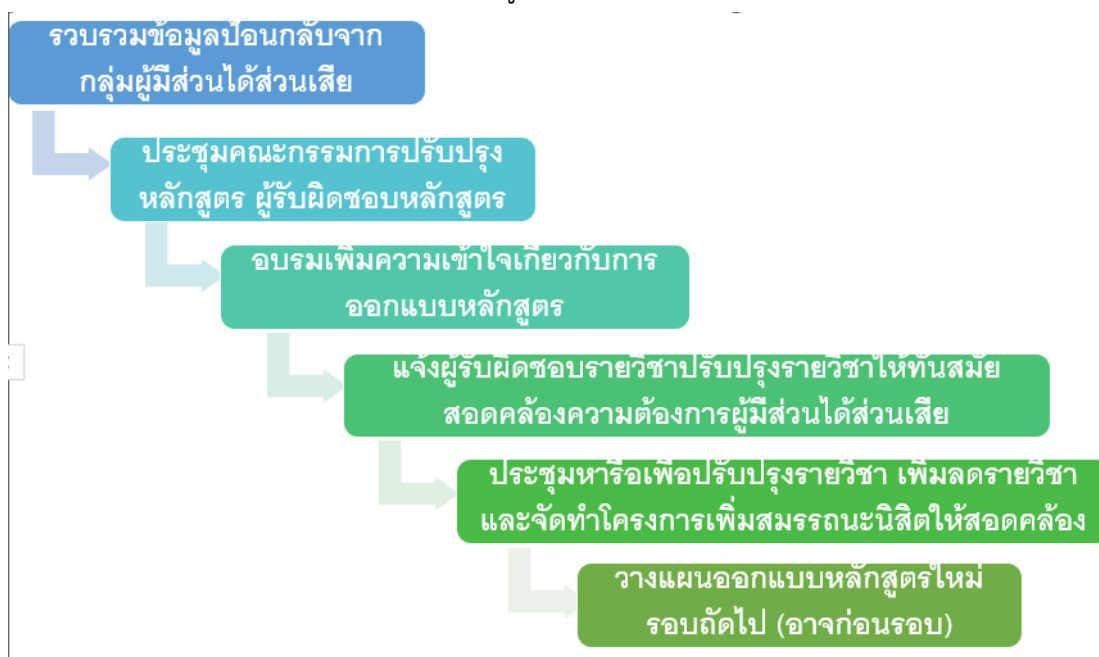 รวบรวมข้อมูลป้อนกลับจาก
กลุ่มผู้มีส่วนได้ส่วนเสีย
ประชุมคณะกรรมการปรับปรุง
หลักสูตร ผู้รับผิดชอบหลักสูตร
อบรมเพิ่มความเข้าใจเกี่ยวกับการ
ออกแบบหลักสูตร
แจ้งผู้รับผิดชอบรายวิชาปรับปรุงรายวิชาให้ทันสมัย
สอดคล้องความต้องการผู้มีส่วนได้ส่วนเสีย
ประชุมหารือเพื่อปรับปรุงรายวิชา เพิ่มลดรายวิชา
และจัดทำโครงการเพิ่มสมรรถนะนิสิตให้สอดคล้อง
วางแผนออกแบบหลักสูตรใหม่
รอบถัดไป (อาจก่อนรอบ)